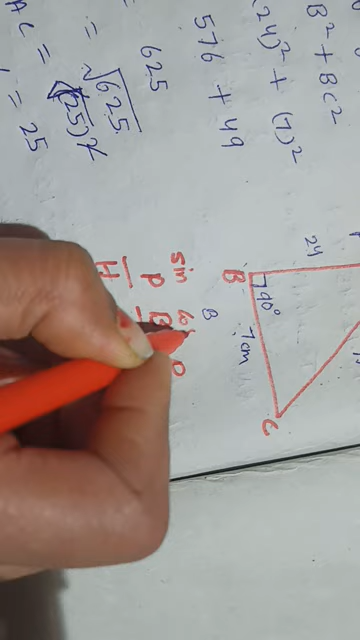 B² + BC²
(24)² + (7)²
576 + 49
625
= √625
AC = √(25)²
= 25
24
B
90°
7cm
C
B
sin
P
H